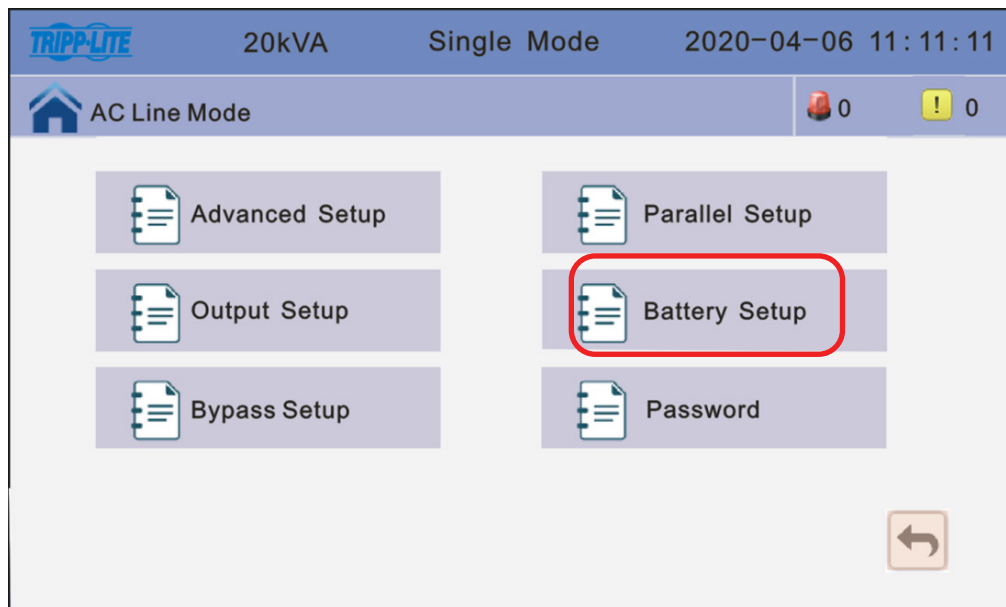 TRIPP·LITE 20kVA Single Mode 2020-04-06 11:11:11
AC Line Mode 0 ! 0
Advanced Setup Parallel Setup
Output Setup Battery Setup
Bypass Setup Password